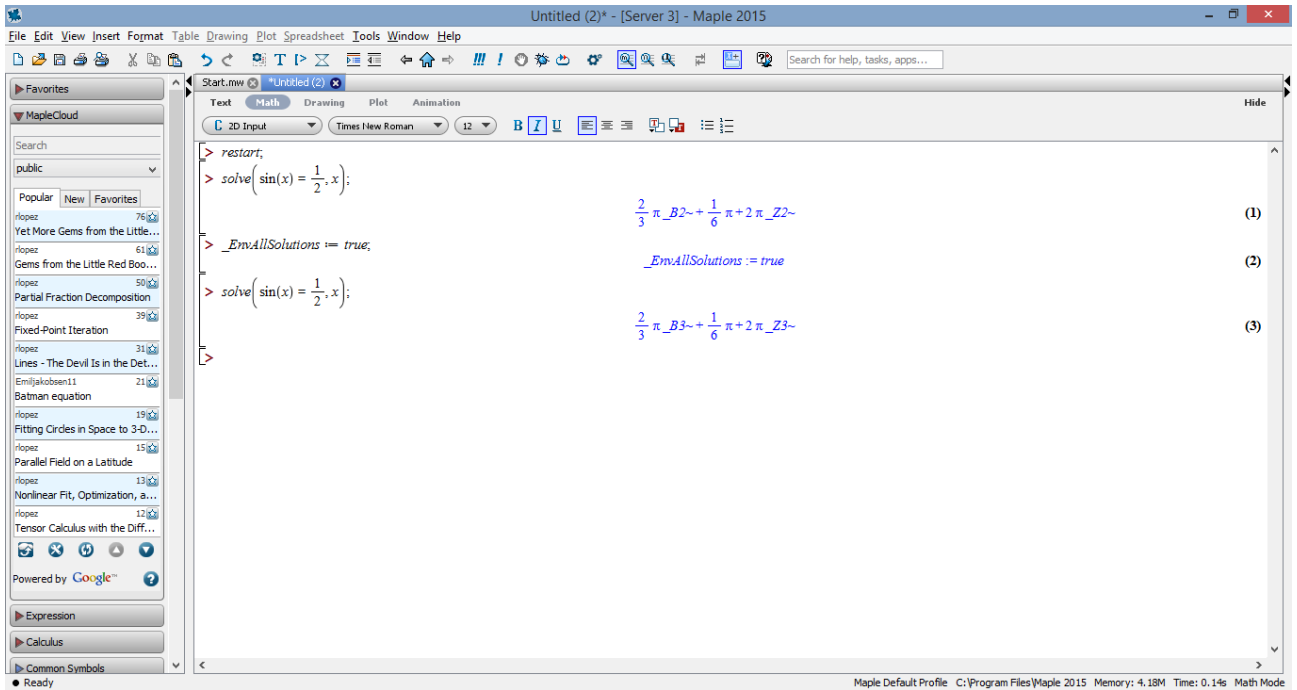 Untitled (2)* - [Server 3] - Maple 2015
File Edit View Insert Format Table Drawing Plot Spreadsheet Tools Window Help
Search for help, tasks, apps...
Favorites
MapleCloud
Search
public
Popular New Favorites
rlopez 76
Yet More Gems from the Little...
rlopez 61
Gems from the Little Red Boo...
rlopez 50
Partial Fraction Decomposition
rlopez 39
Fixed-Point Iteration
rlopez 31
Lines - The Devil Is in the Det...
Emiljakobsen11 21
Batman equation
rlopez 19
Fitting Circles in Space to 3-D...
rlopez 15
Parallel Field on a Latitude
rlopez 13
Nonlinear Fit, Optimization, a...
rlopez 12
Tensor Calculus with the Diff...
Powered by Google™
Expression
Calculus
Common Symbols
Start.mw *Untitled (2)
Text Math Drawing Plot Animation Hide
C 2D Input Times New Roman 12 B I U
> restart;
> solve(sin(x) = 1/2, x);
2/3 π _B2~ + 1/6 π + 2 π _Z2~ (1)
> _EnvAllSolutions := true;
_EnvAllSolutions := true (2)
> solve(sin(x) = 1/2, x);
2/3 π _B3~ + 1/6 π + 2 π _Z3~ (3)
>
Ready Maple Default Profile C:\Program Files\Maple 2015 Memory: 4.18M Time: 0.14s Math Mode